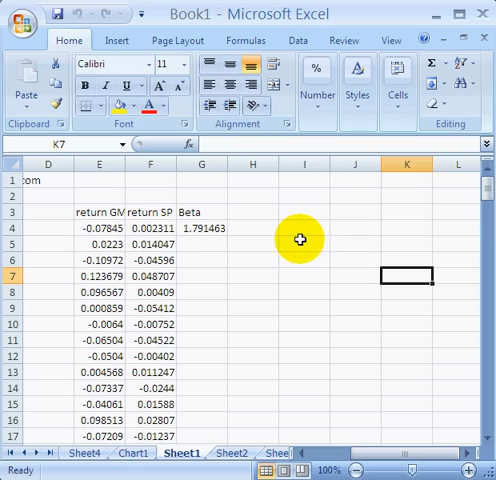 Book1 - Microsoft Excel
Home Insert Page Layout Formulas Data Review View
Paste
Calibri 11
B I U
A A
A
Number
%
Styles
Cells
Σ
Clipboard Font Alignment Editing
K7 fx
D E F G H I J K L
1 com
2
3 return GM return SP Beta
4 -0.07845 0.002311 1.791463
5 0.0223 0.014047
6 -0.10972 -0.04596
7 0.123679 0.048707
8 0.096567 0.00409
9 0.000859 -0.05412
10 -0.0064 -0.00752
11 -0.06504 -0.04522
12 -0.0504 -0.00402
13 0.004568 0.011247
14 -0.07337 -0.0244
15 -0.04061 0.01588
16 0.098513 0.02807
17 -0.07209 -0.01237
Sheet4 Chart1 Sheet1 Sheet2 Shee
Ready 100%